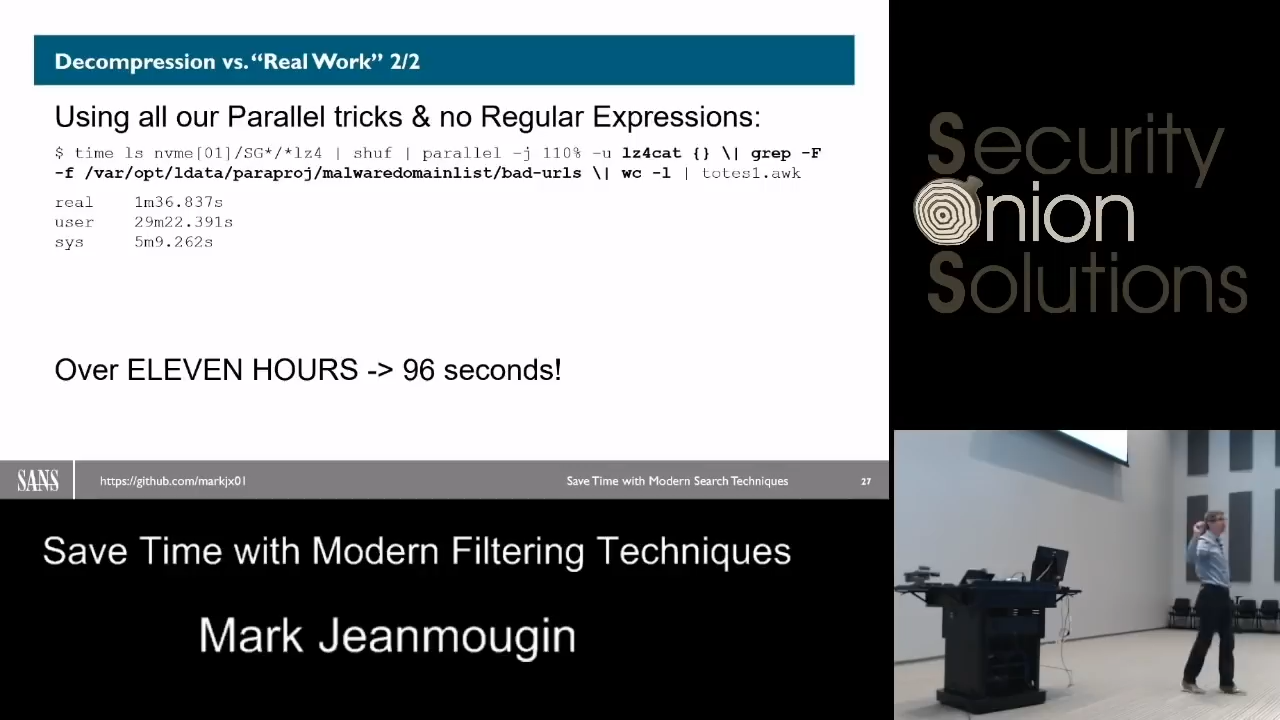 Decompression vs. “Real Work” 2/2
Using all our Parallel tricks & no Regular Expressions:
$ time ls nvme[01]/SG*/*lz4 | shuf | parallel -j 110% -u lz4cat {} \| grep -F
-f /var/opt/ldata/paraproj/malwaredomainlist/bad-urls \| wc -l | totes1.awk
real 1m36.837s
user 29m22.391s
sys 5m9.262s
Over ELEVEN HOURS -> 96 seconds!
SANS https://github.com/markjx01 Save Time with Modern Search Techniques 27
Save Time with Modern Filtering Techniques
Mark Jeanmougin
Security
Onion
Solutions